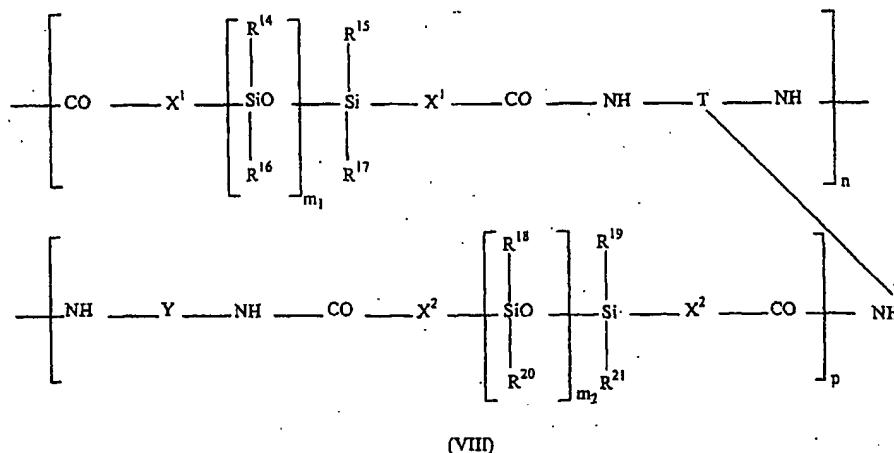 R¹⁴ R¹⁵
CO X¹ SiO Si X¹ CO NH T NH
R¹⁶ R¹⁷
m₁ n
R¹⁸ R¹⁹
NH Y NH CO X² SiO Si X² CO NH
R²⁰ R²¹
m₂ p
(VIII)